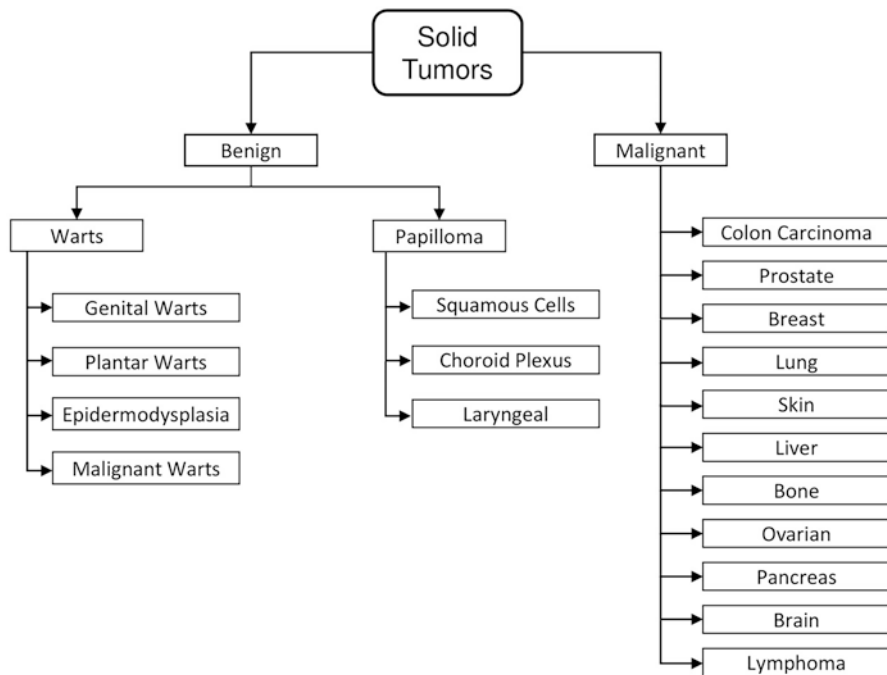 Solid
Tumors
Benign
Malignant
Warts
Papilloma
Genital Warts
Plantar Warts
Epidermodysplasia
Malignant Warts
Squamous Cells
Choroid Plexus
Laryngeal
Colon Carcinoma
Prostate
Breast
Lung
Skin
Liver
Bone
Ovarian
Pancreas
Brain
Lymphoma